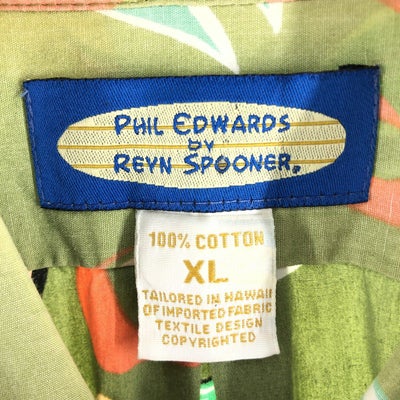 PHIL EDWARDS
BY
REYN SPOONER.
100% COTTON
XL
TAILORED IN HAWAII
OF IMPORTED FABRIC
TEXTILE DESIGN
COPYRIGHTED